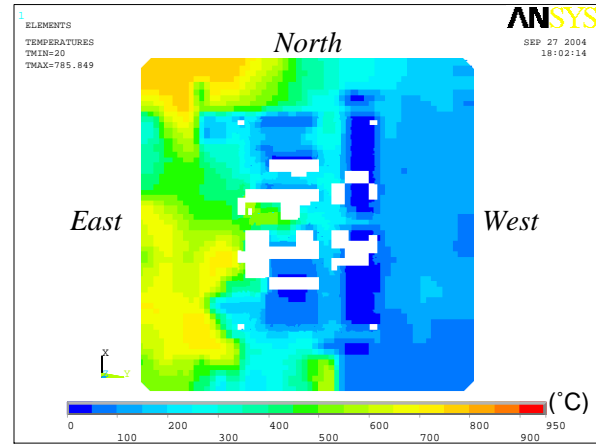 1
ELEMENTS
TEMPERATURES
TMIN=20
TMAX=785.849
ANSYS
SEP 27 2004
18:02:14
North
East
West
X
Z Y
0 200 400 500 600 800 950
100 300 700 900
(°C)